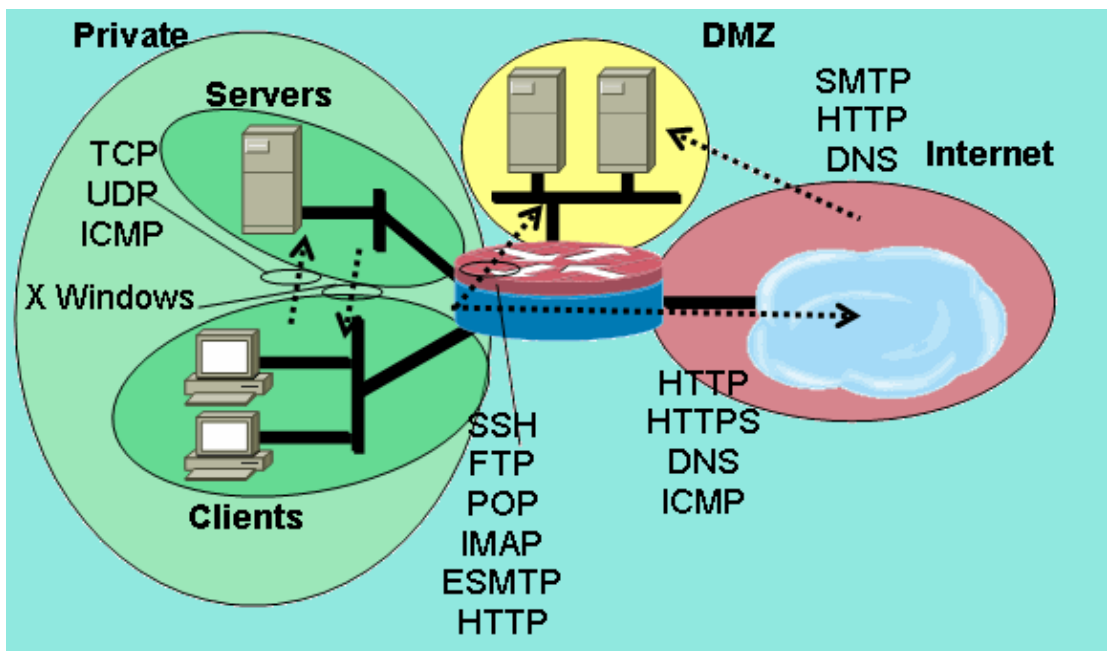 Private
DMZ
Servers
SMTP
HTTP
DNS
Internet
TCP
UDP
ICMP
X Windows
HTTP
HTTPS
DNS
ICMP
SSH
FTP
POP
IMAP
ESMTP
HTTP
Clients